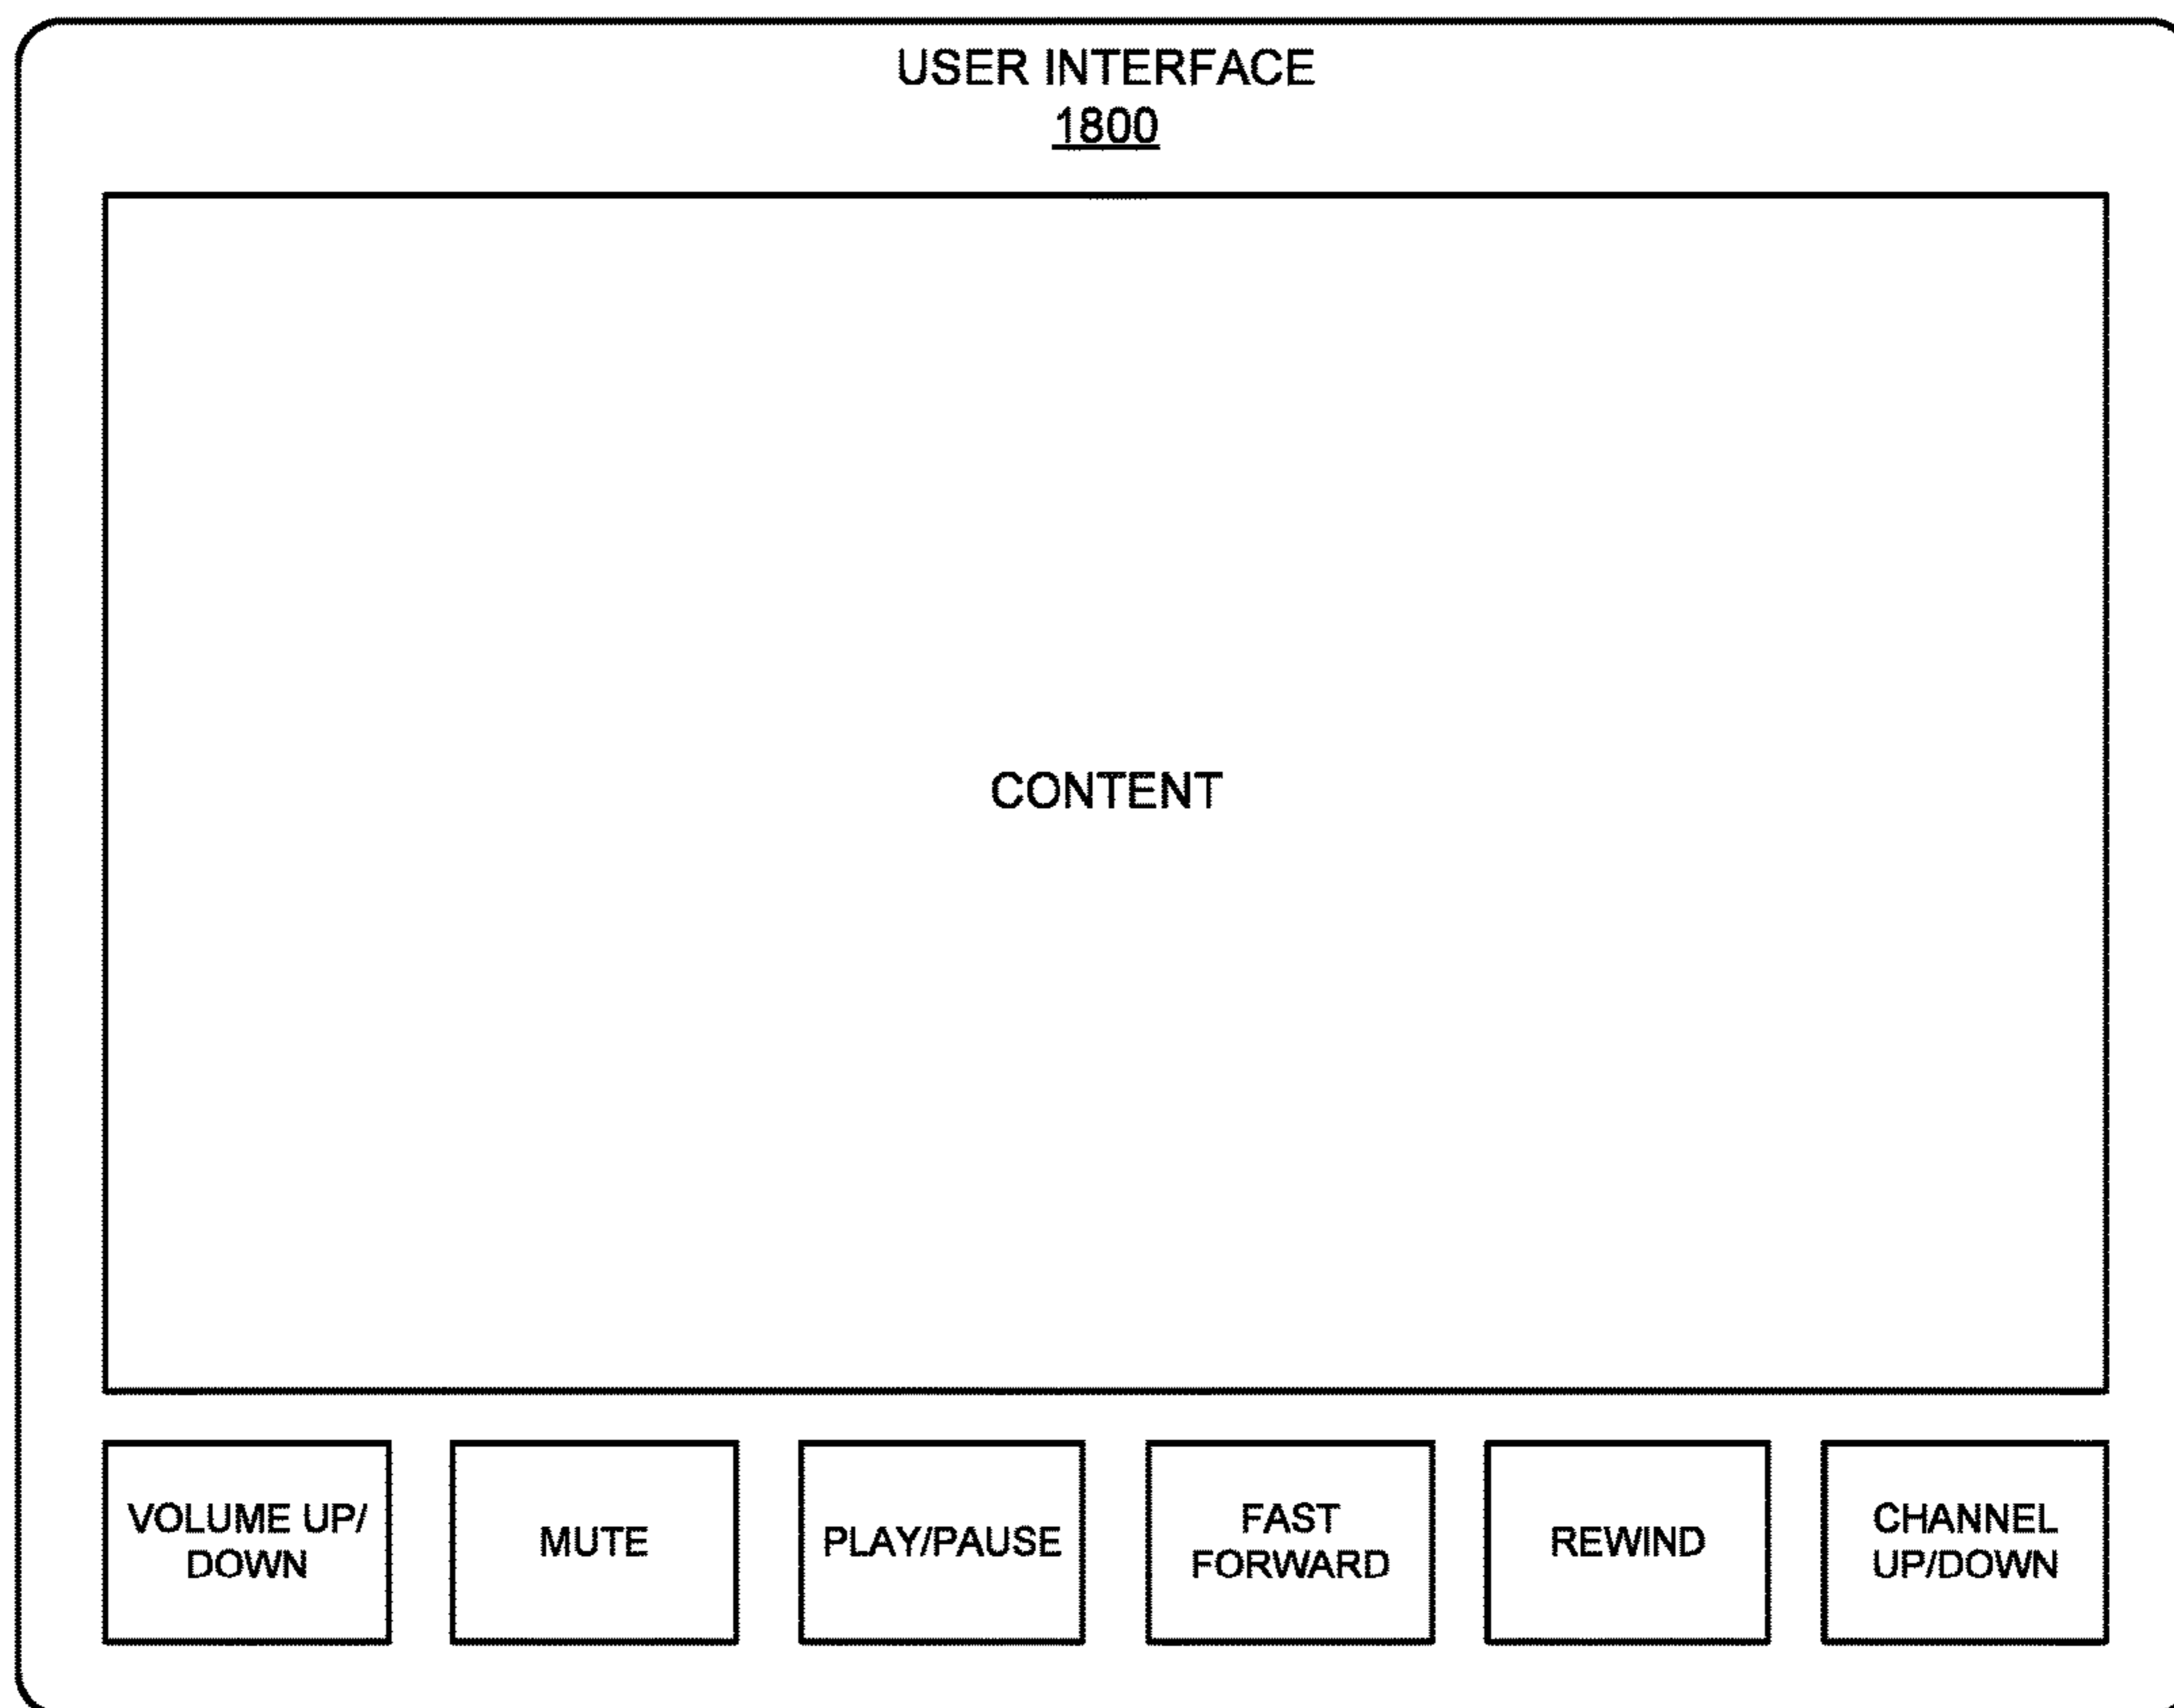 USER INTERFACE
1800
CONTENT
VOLUME UP/
DOWN
MUTE
PLAY/PAUSE
FAST
FORWARD
REWIND
CHANNEL
UP/DOWN